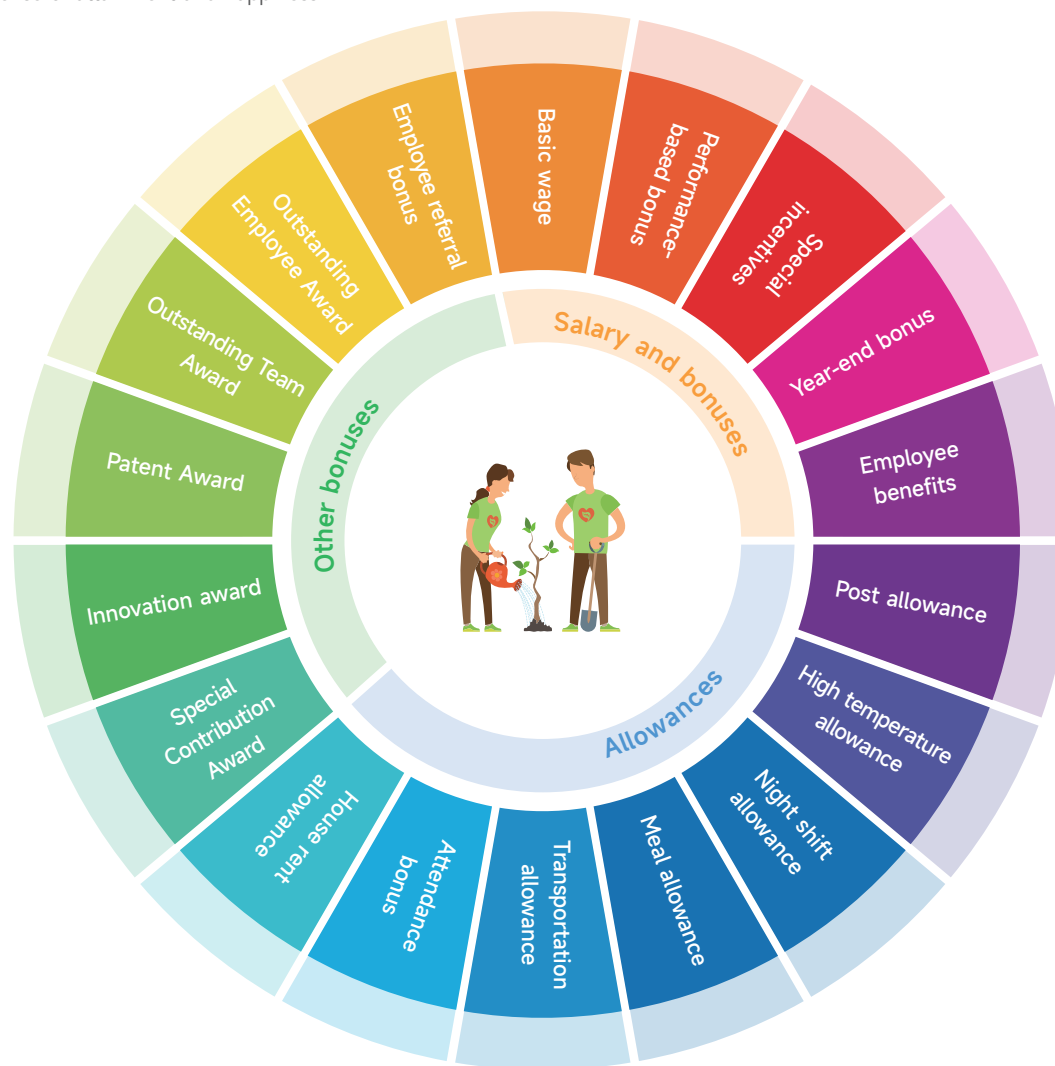 Basic wage
Performance-
based bonus
Special
incentives
Year-end bonus
Employee
benefits
Post allowance
High temperature
allowance
Night shift
allowance
Meal allowance
Transportation
allowance
Attendance
bonus
House rent
allowance
Special
Contribution
Award
Innovation award
Patent Award
Outstanding Team
Award
Outstanding
Employee Award
Employee referral
bonus
Salary and bonuses
Allowances
Other bonuses